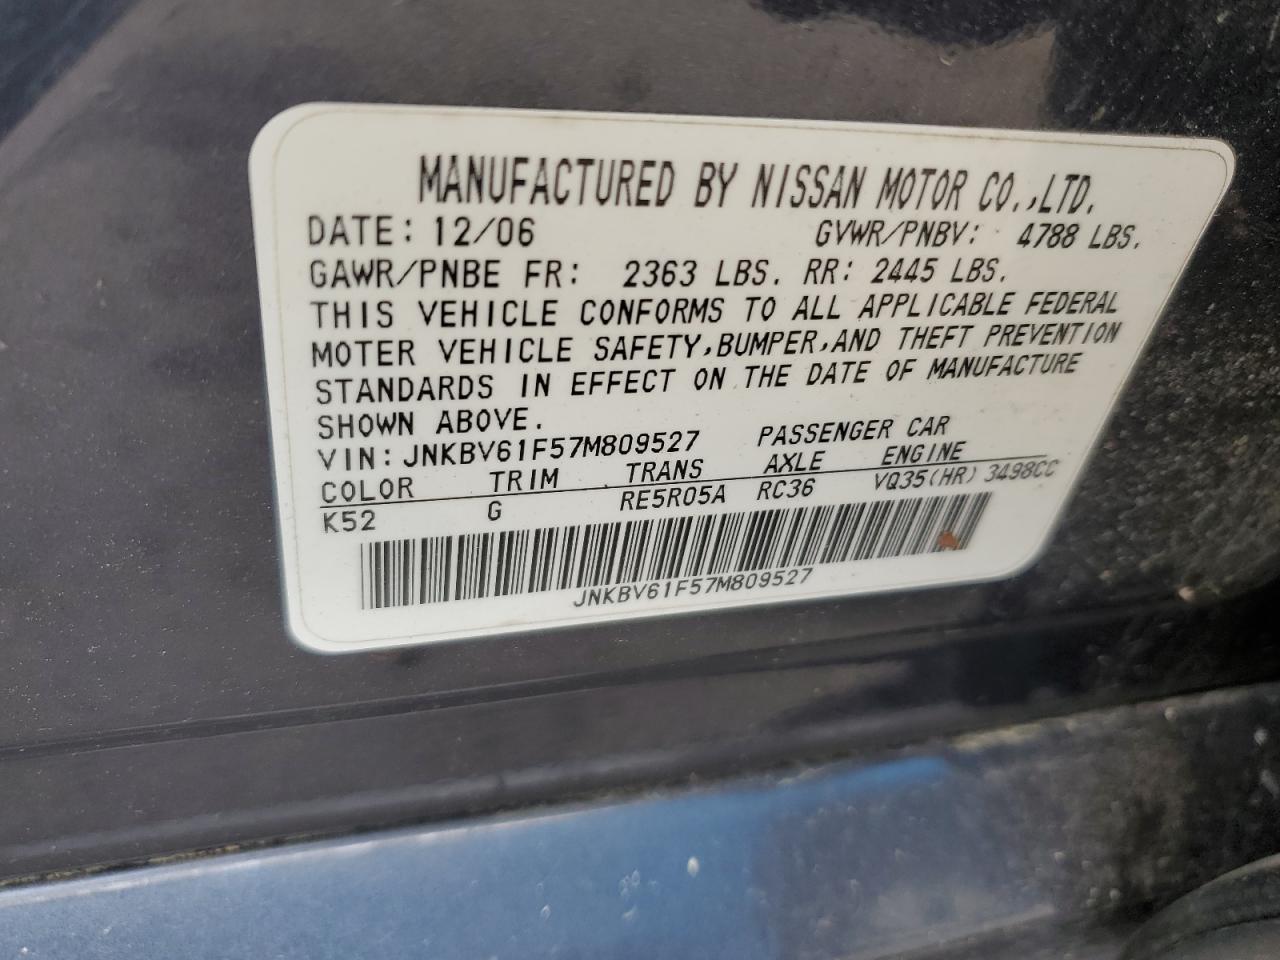 MANUFACTURED BY NISSAN MOTOR CO.,LTD.
DATE: 12/06 GVWR/PNBV: 4788 LBS.
GAWR/PNBE FR: 2363 LBS. RR: 2445 LBS.
THIS VEHICLE CONFORMS TO ALL APPLICABLE FEDERAL
MOTER VEHICLE SAFETY,BUMPER,AND THEFT PREVENTION
STANDARDS IN EFFECT ON THE DATE OF MANUFACTURE
SHOWN ABOVE.
VIN: JNKBV61F57M809527 PASSENGER CAR
COLOR TRIM TRANS AXLE ENGINE
K52 G RE5R05A RC36 VQ35(HR) 3498CC
JNKBV61F57M809527